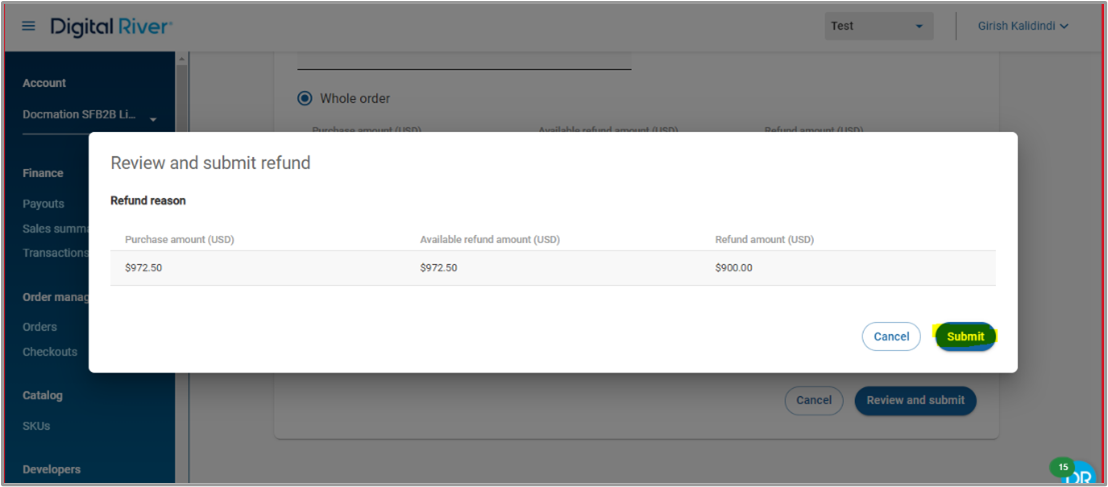 Digital River
Test
Girish Kalidindi
Account
Docmation SFB2B Li...
Whole order
Purchase amount (USD) Available refund amount (USD) Refund amount (USD)
Review and submit refund
Refund reason
Purchase amount (USD) Available refund amount (USD) Refund amount (USD)
$972.50 $972.50 $900.00
Cancel Submit
Finance
Payouts
Sales summ
Transactions
Order manag
Orders
Checkouts
Cancel Review and submit
Catalog
SKUs
Developers
15
DR